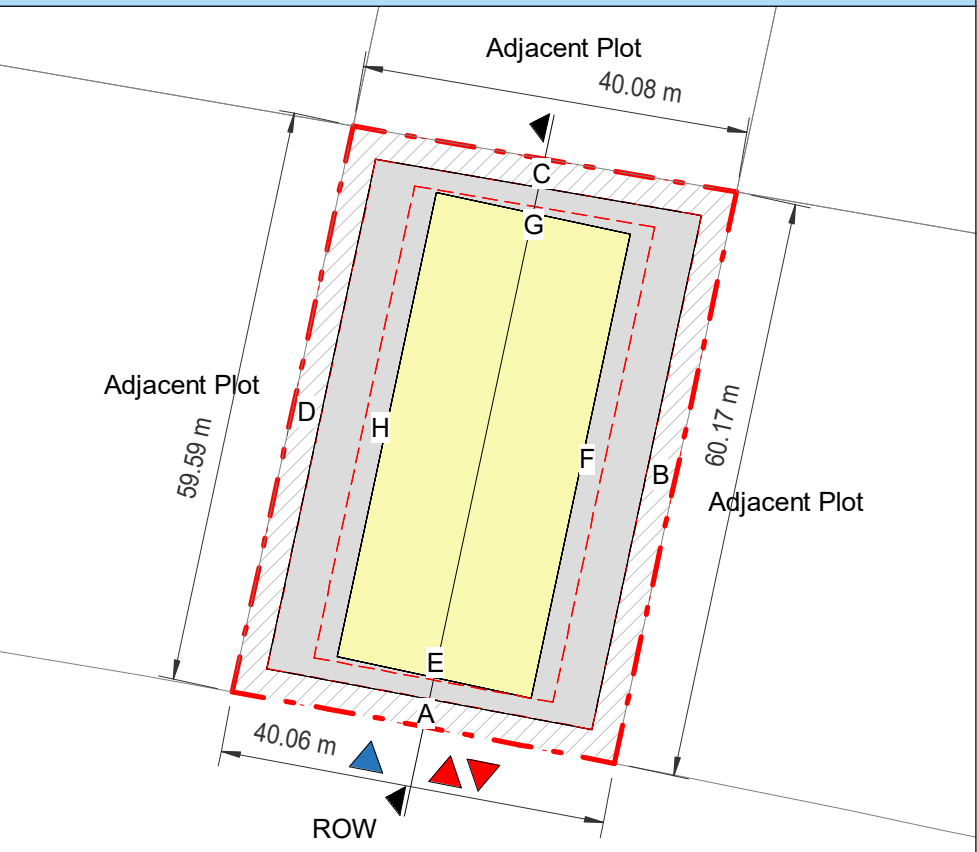 Adjacent Plot
40.08 m
C
G
Adjacent Plot
D
H
59.59 m
F
B
60.17 m
Adjacent Plot
E
A
40.06 m
ROW